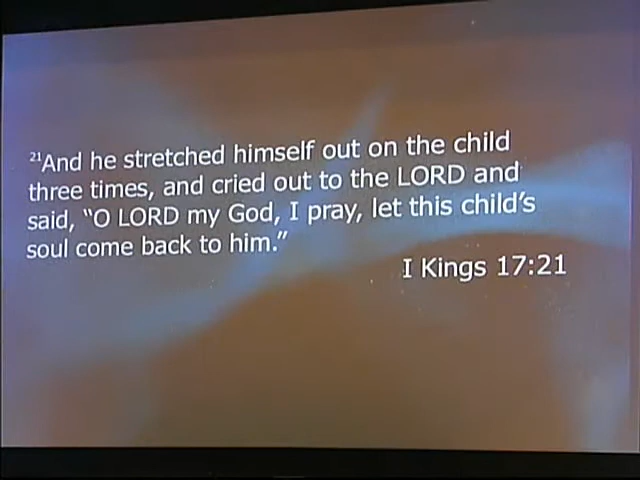 ²¹And he stretched himself out on the child
three times, and cried out to the LORD and
said, “O LORD my God, I pray, let this child’s
soul come back to him.”
I Kings 17:21